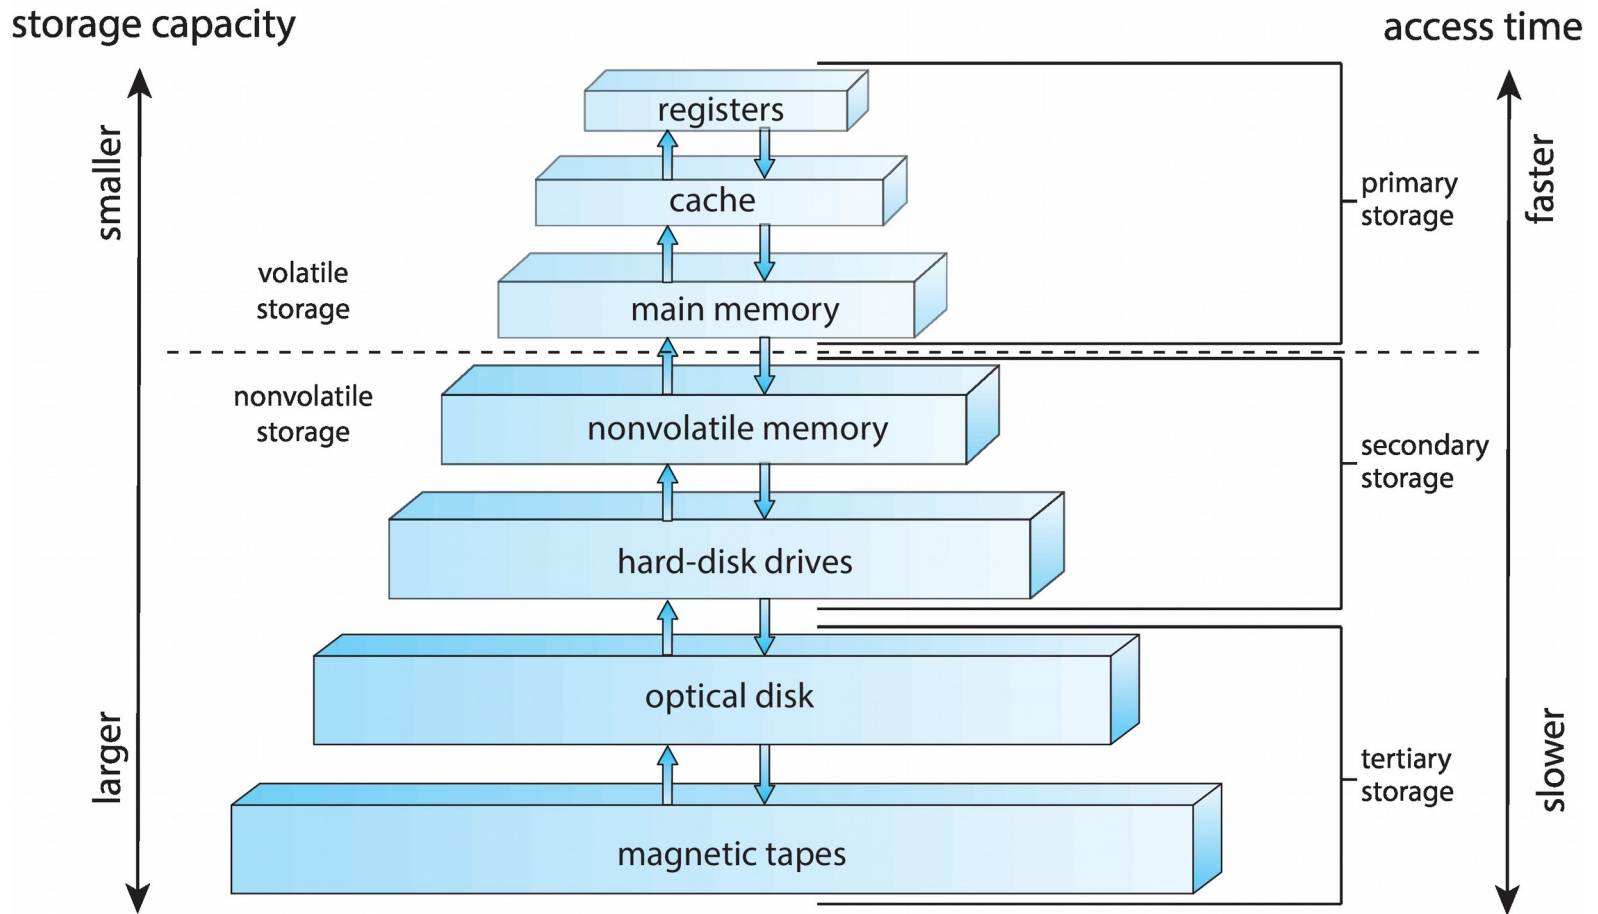 storage capacity
access time
smaller
larger
faster
slower
registers
cache
main memory
nonvolatile memory
hard-disk drives
optical disk
magnetic tapes
volatile
storage
nonvolatile
storage
primary
storage
secondary
storage
tertiary
storage